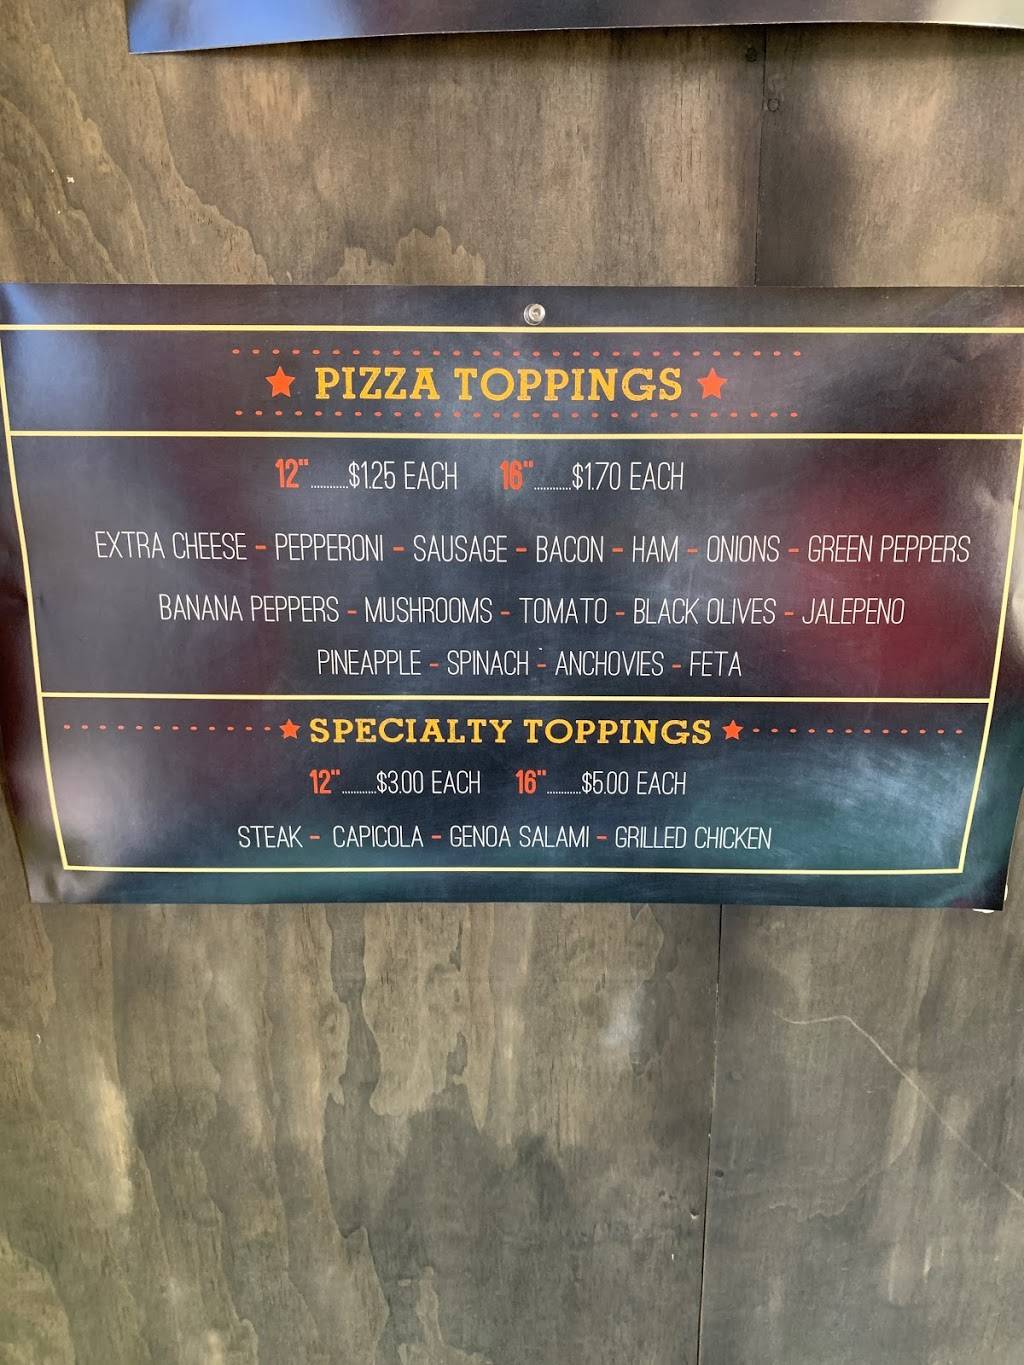 PIZZA TOPPINGS
12"..........$1.25 EACH 16"..........$1.70 EACH
EXTRA CHEESE - PEPPERONI - SAUSAGE - BACON - HAM - ONIONS - GREEN PEPPERS
BANANA PEPPERS - MUSHROOMS - TOMATO - BLACK OLIVES - JALEPENO
PINEAPPLE - SPINACH - ANCHOVIES - FETA
SPECIALTY TOPPINGS
12"..........$3.00 EACH 16"..........$5.00 EACH
STEAK - CAPICOLA - GENOA SALAMI - GRILLED CHICKEN